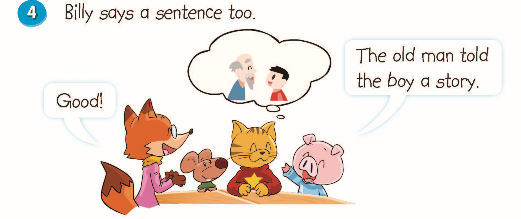 4 Billy says a sentence too.
Good!
The old man told
the boy a story.